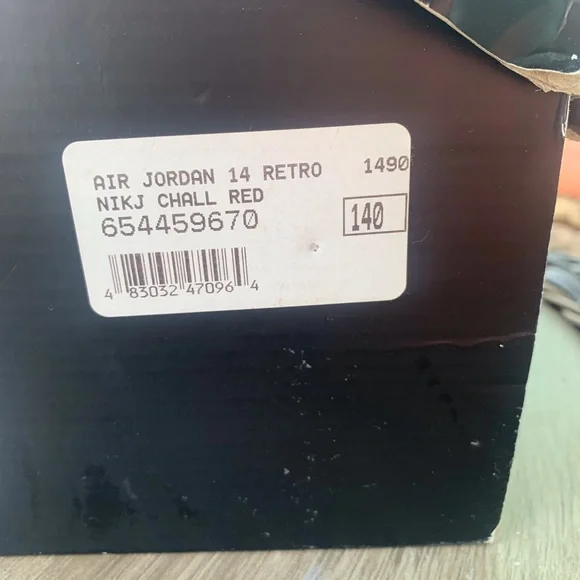 AIR JORDAN 14 RETRO 1490
NIKJ CHALL RED
654459670
140
4 83032 47096 4